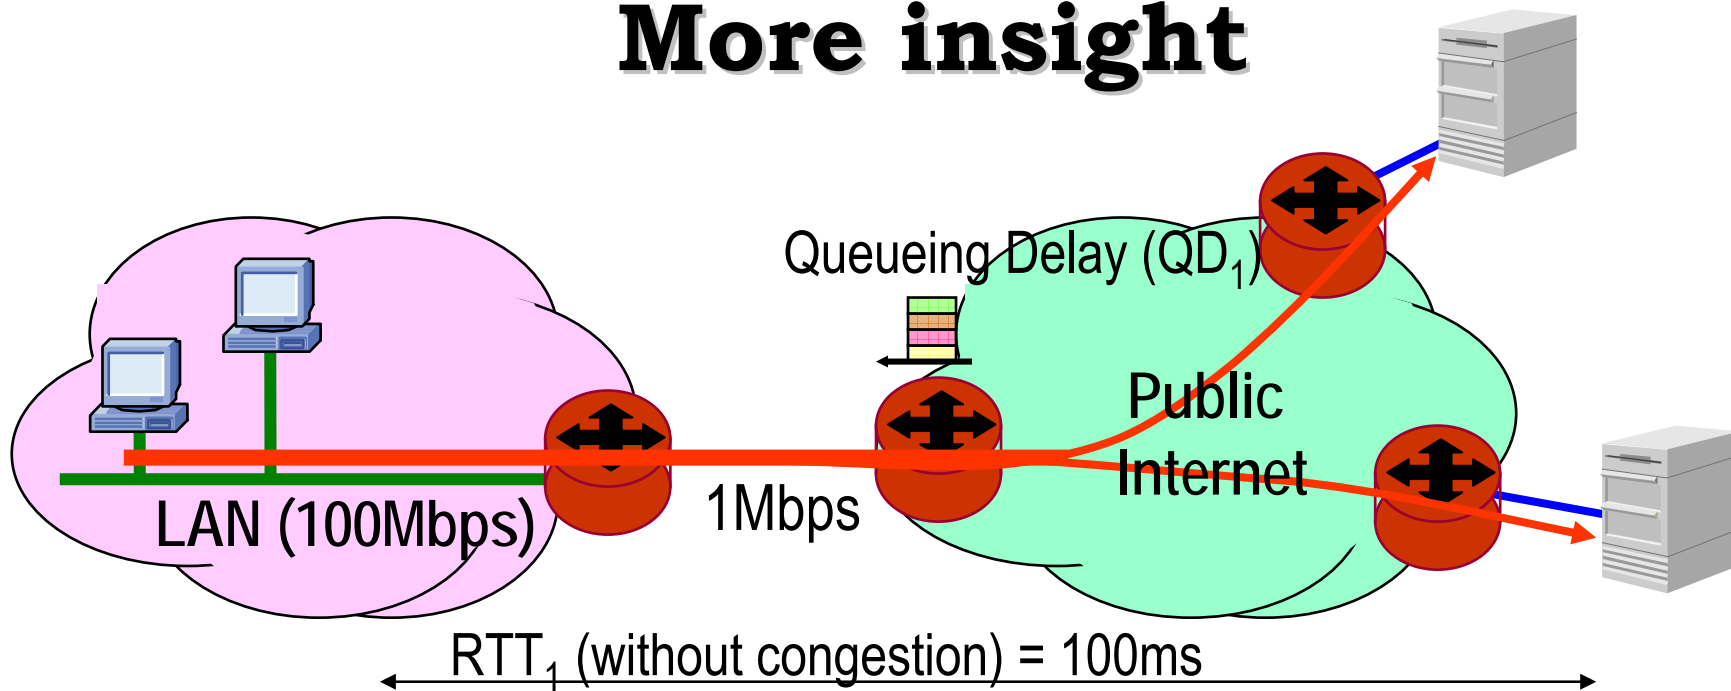 More insight
Queueing Delay (QD₁)
Public
Internet
LAN (100Mbps)
1Mbps
RTT₁ (without congestion) = 100ms